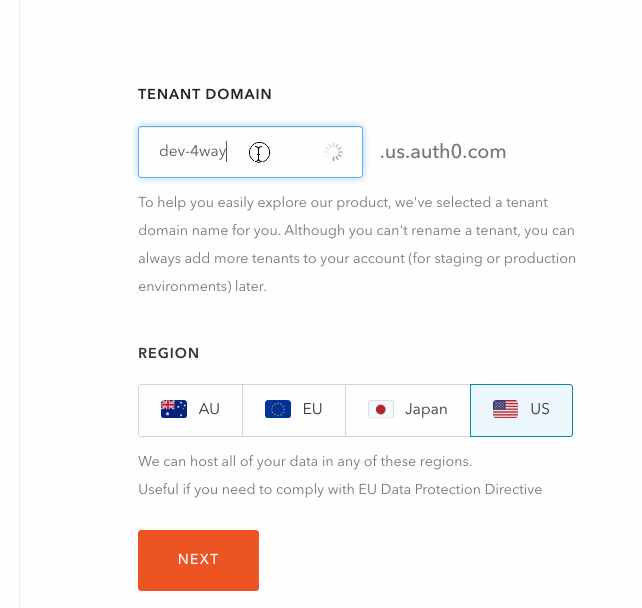 TENANT DOMAIN
dev-4way .us.auth0.com
To help you easily explore our product, we've selected a tenant
domain name for you. Although you can't rename a tenant, you can
always add more tenants to your account (for staging or production
environments) later.
REGION
AU EU Japan US
We can host all of your data in any of these regions.
Useful if you need to comply with EU Data Protection Directive
NEXT